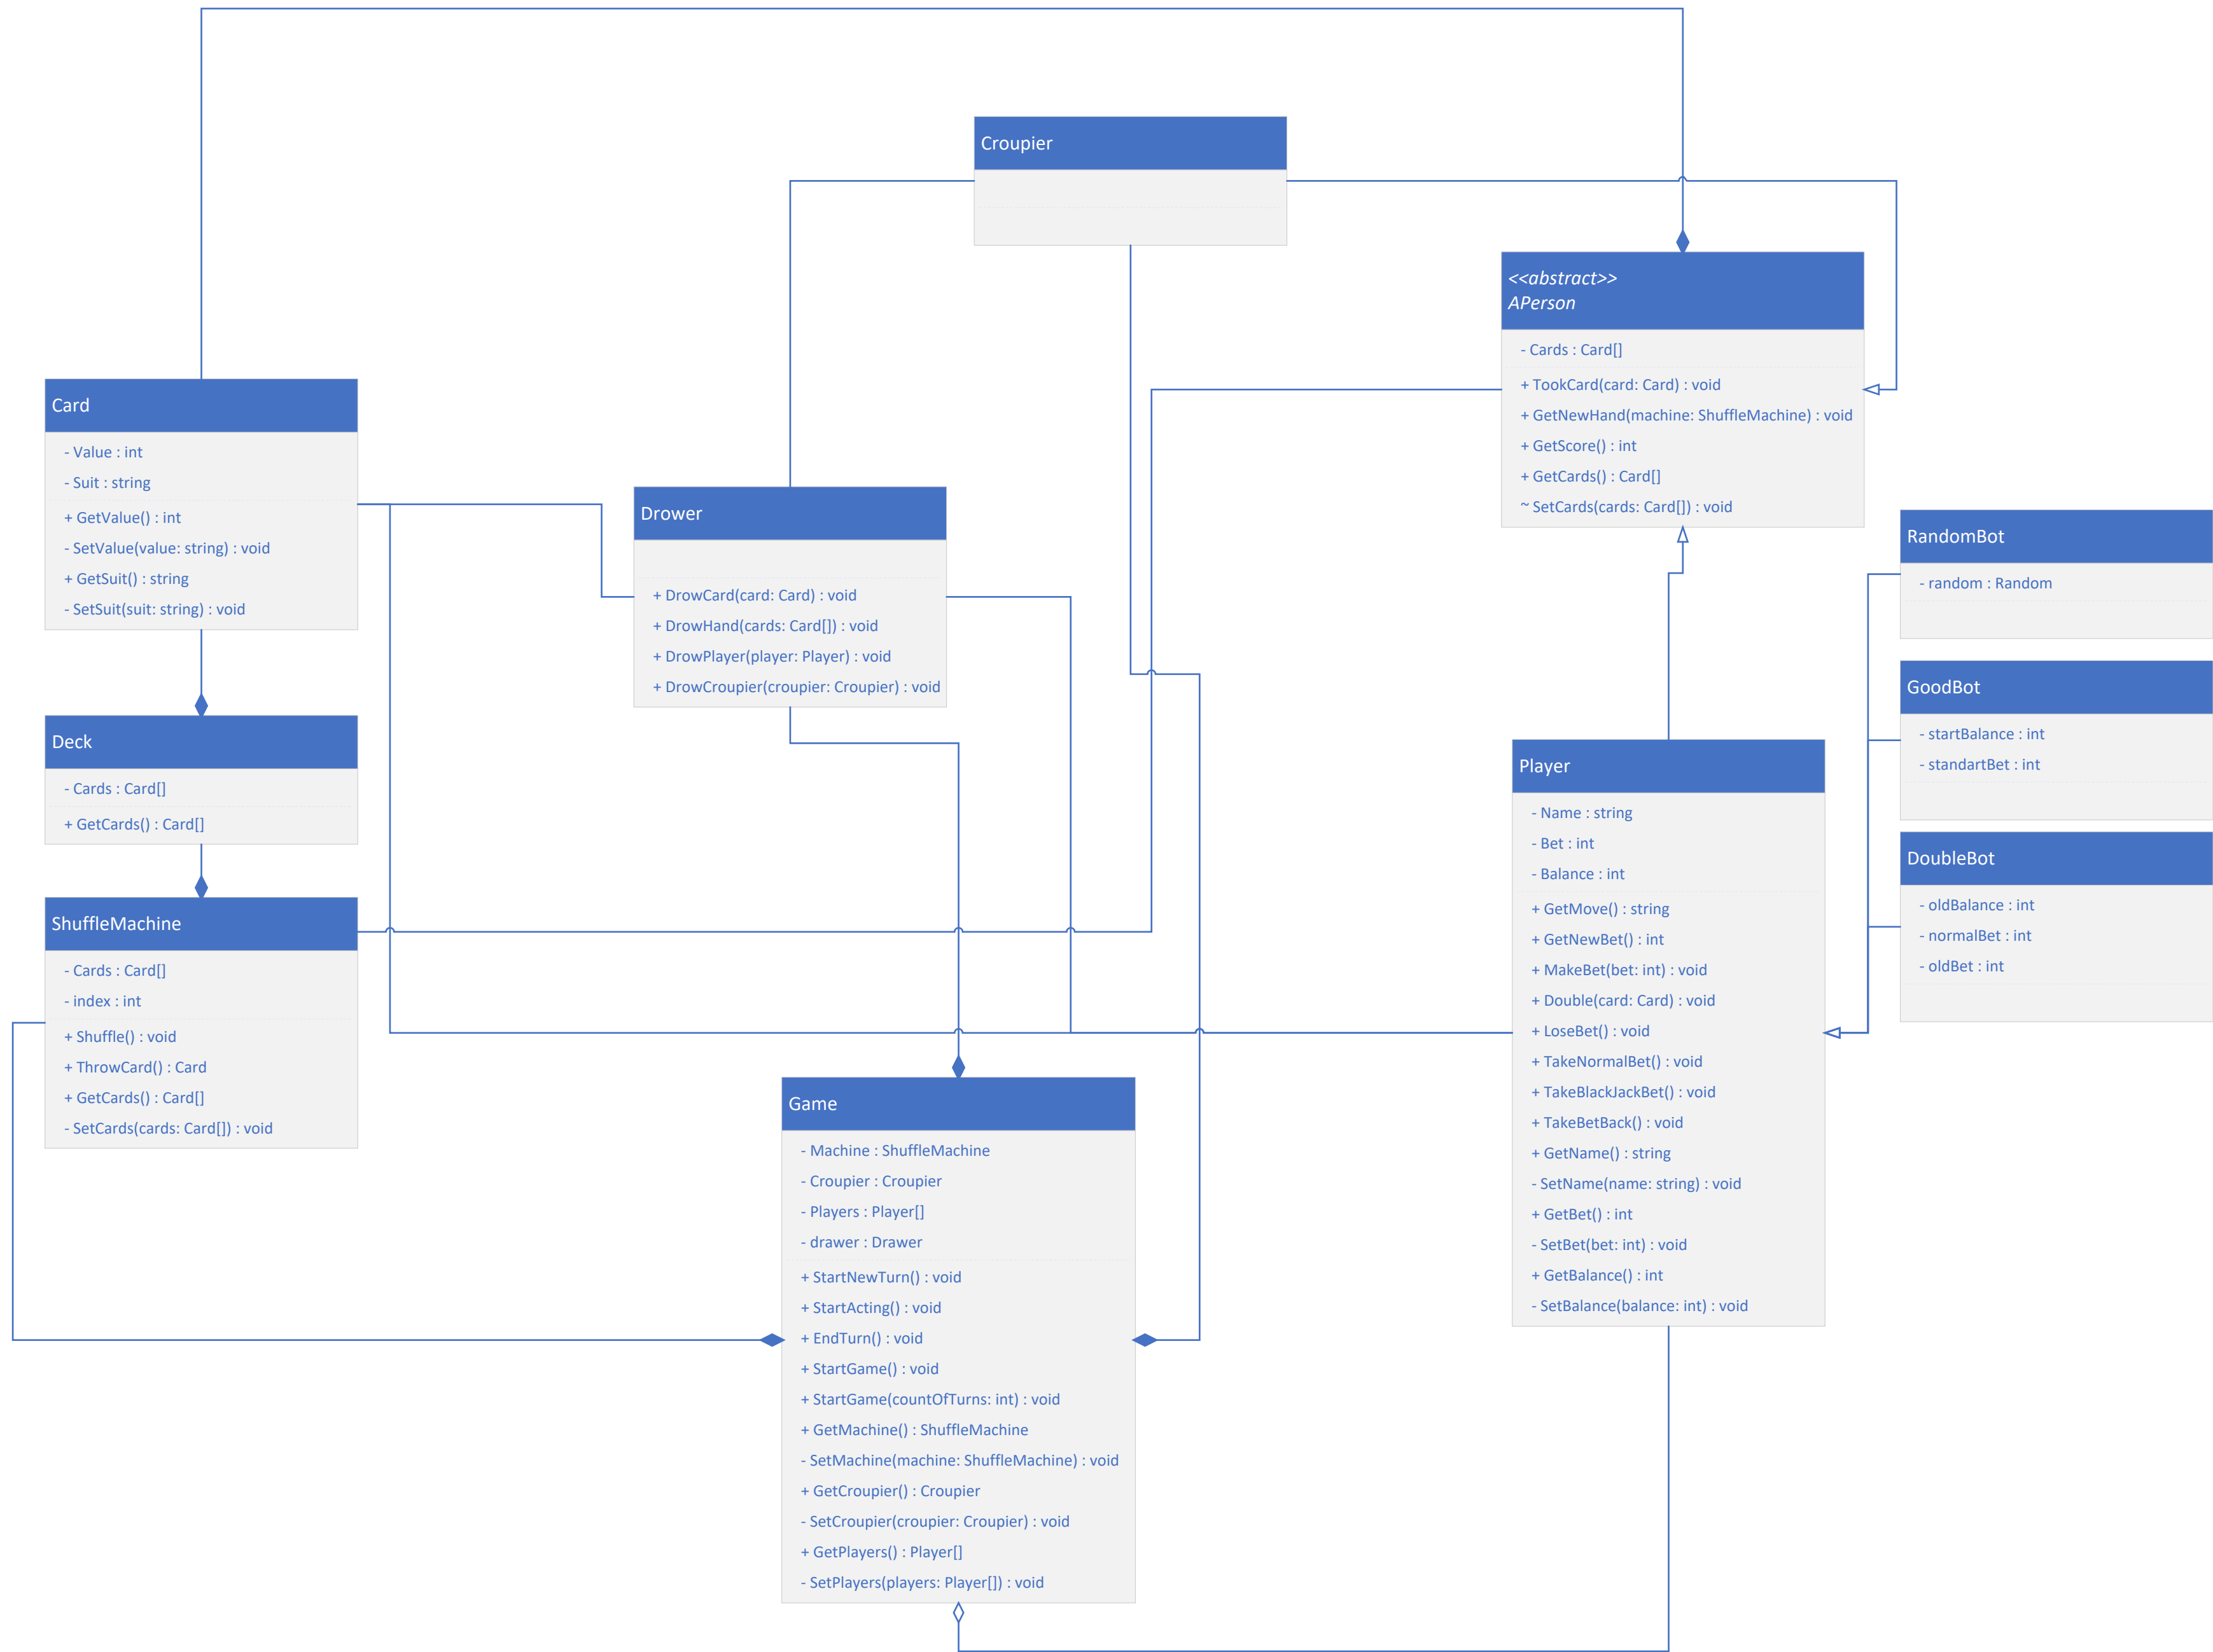 Croupier
<<abstract>>
APerson
- Cards : Card[]
+ TookCard(card: Card) : void
+ GetNewHand(machine: ShuffleMachine) : void
+ GetScore() : int
+ GetCards() : Card[]
~ SetCards(cards: Card[]) : void
Card
- Value : int
- Suit : string
+ GetValue() : int
- SetValue(value: string) : void
+ GetSuit() : string
- SetSuit(suit: string) : void
Drower
+ DrowCard(card: Card) : void
+ DrowHand(cards: Card[]) : void
+ DrowPlayer(player: Player) : void
+ DrowCroupier(croupier: Croupier) : void
RandomBot
- random : Random
GoodBot
- startBalance : int
- standartBet : int
DoubleBot
- oldBalance : int
- normalBet : int
- oldBet : int
Deck
- Cards : Card[]
+ GetCards() : Card[]
Player
- Name : string
- Bet : int
- Balance : int
+ GetMove() : string
+ GetNewBet() : int
+ MakeBet(bet: int) : void
+ Double(card: Card) : void
+ LoseBet() : void
+ TakeNormalBet() : void
+ TakeBlackJackBet() : void
+ TakeBetBack() : void
+ GetName() : string
- SetName(name: string) : void
+ GetBet() : int
- SetBet(bet: int) : void
+ GetBalance() : int
- SetBalance(balance: int) : void
ShuffleMachine
- Cards : Card[]
- index : int
+ Shuffle() : void
+ ThrowCard() : Card
+ GetCards() : Card[]
- SetCards(cards: Card[]) : void
Game
- Machine : ShuffleMachine
- Croupier : Croupier
- Players : Player[]
- drawer : Drawer
+ StartNewTurn() : void
+ StartActing() : void
+ EndTurn() : void
+ StartGame() : void
+ StartGame(countOfTurns: int) : void
+ GetMachine() : ShuffleMachine
- SetMachine(machine: ShuffleMachine) : void
+ GetCroupier() : Croupier
- SetCroupier(croupier: Croupier) : void
+ GetPlayers() : Player[]
- SetPlayers(players: Player[]) : void